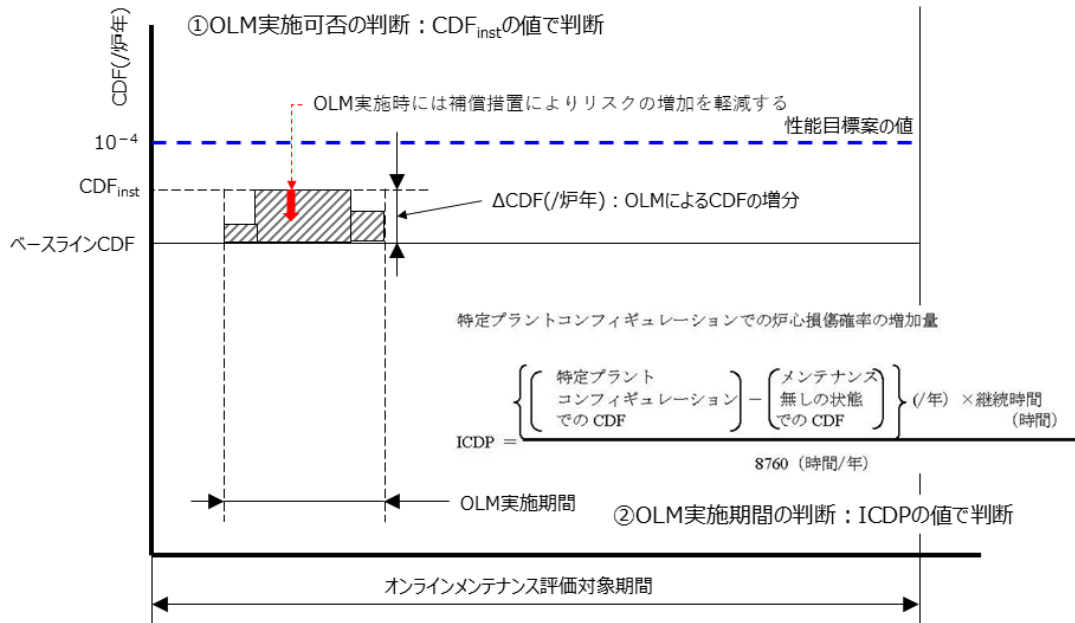 ①OLM実施可否の判断：CDFinstの値で判断
CDF(/炉年)
OLM実施時には補償措置によりリスクの増加を軽減する
性能目標案の値
10−4
CDFinst
ΔCDF(/炉年)：OLMによるCDFの増分
ベースラインCDF
特定プラントコンフィギュレーションでの炉心損傷確率の増加量
特定プラント
コンフィギュレーション
での CDF
−
メンテナンス
無しの状態
での CDF
(/年) ×継続時間
(時間)
ICDP =
8760（時間/年）
OLM実施期間
②OLM実施期間の判断：ICDPの値で判断
オンラインメンテナンス評価対象期間